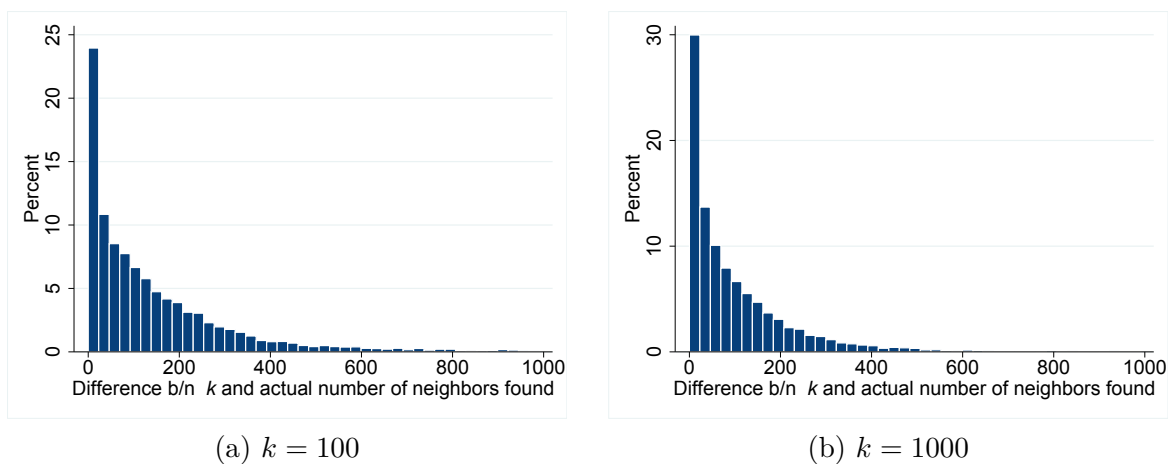 25
20
15
10
5
0
Percent
0 200 400 600 800 1000
Difference b/n k and actual number of neighbors found
(a) k = 100
30
20
10
0
Percent
0 200 400 600 800 1000
Difference b/n k and actual number of neighbors found
(b) k = 1000